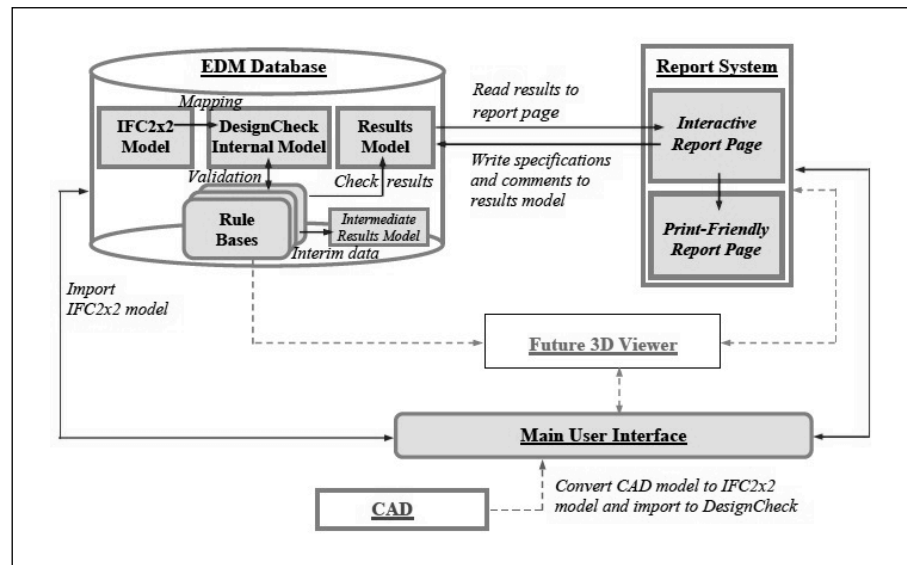 EDM Database
Mapping
IFC2x2
Model
DesignCheck
Internal Model
Results
Model
Validation
Check results
Rule
Bases
Intermediate
Results Model
Interim data
Read results to
report page
Write specifications
and comments to
results model
Report System
Interactive
Report Page
Print-Friendly
Report Page
Import
IFC2x2 model
Future 3D Viewer
Main User Interface
Convert CAD model to IFC2x2
model and import to DesignCheck
CAD